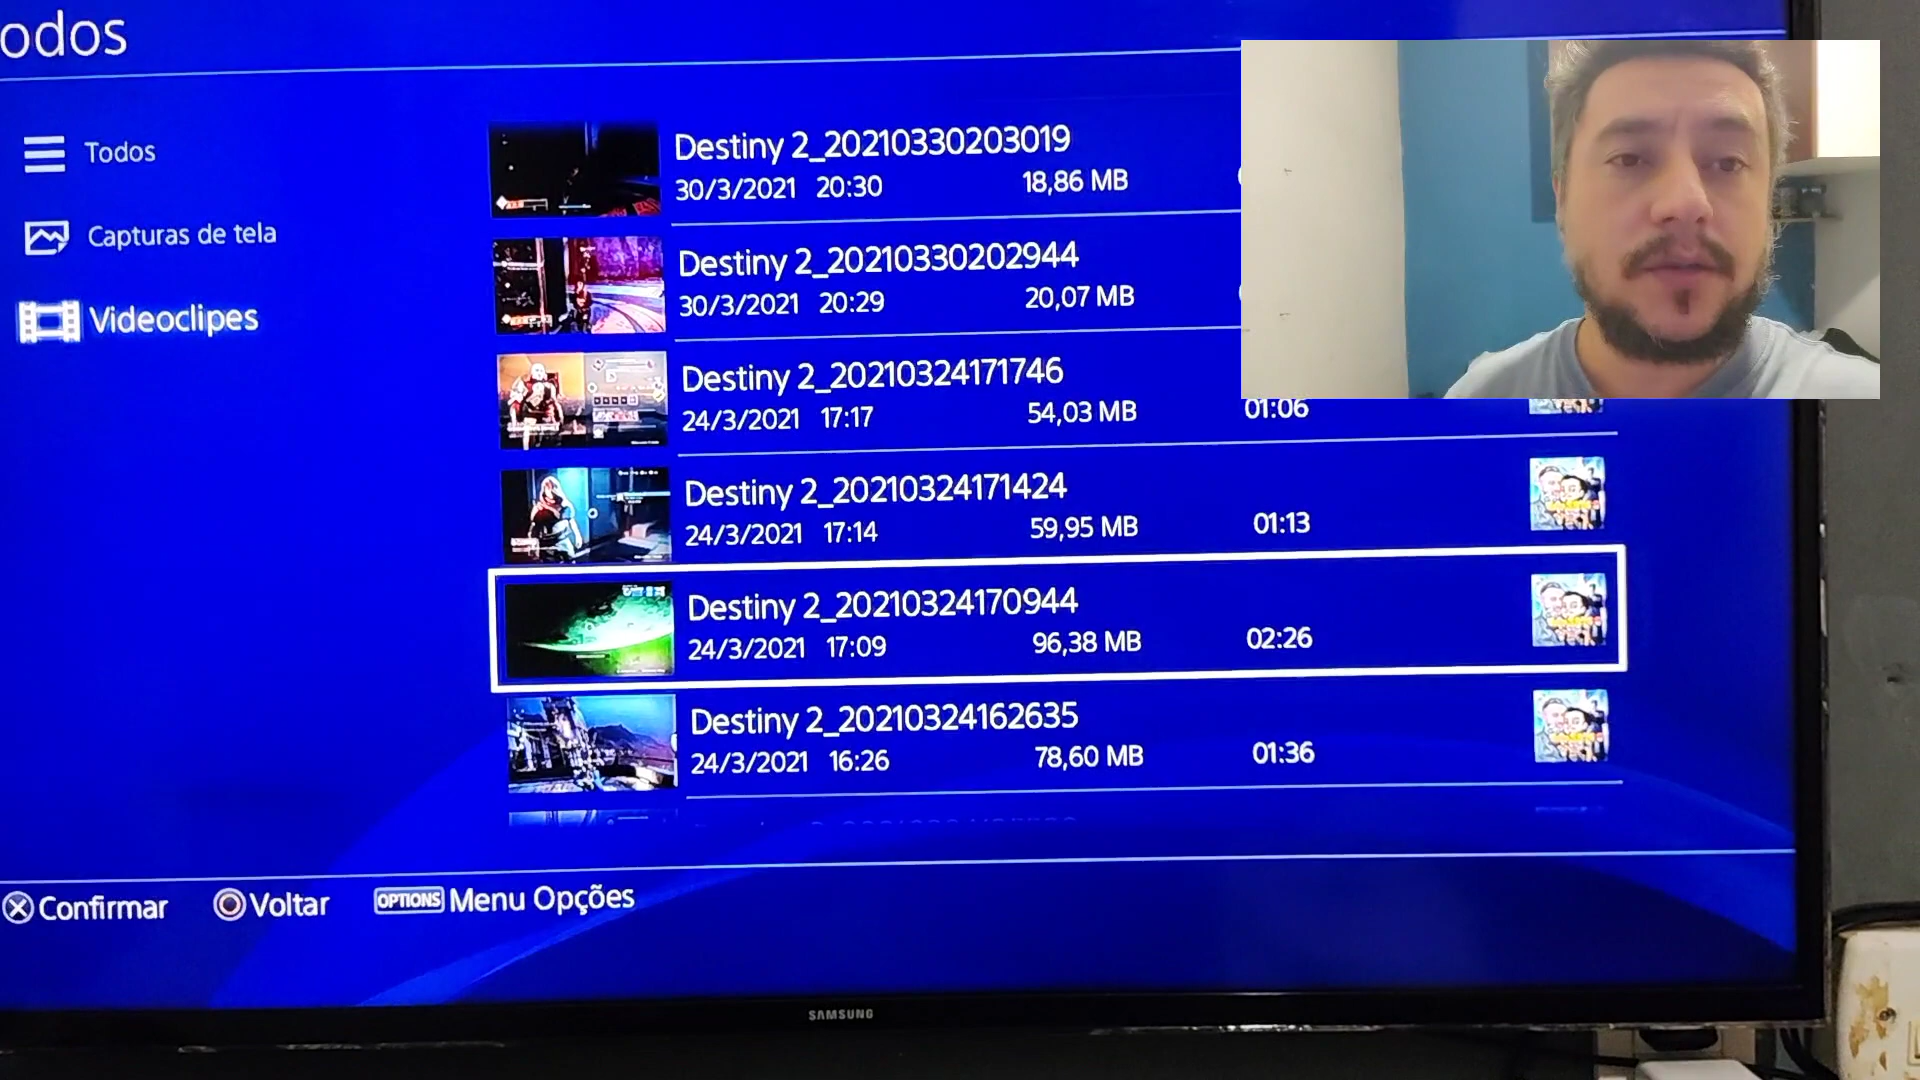 odos
Todos
Capturas de tela
Videoclipes
Destiny 2_20210330203019
30/3/2021 20:30 18,86 MB
Destiny 2_20210330202944
30/3/2021 20:29 20,07 MB
Destiny 2_20210324171746
24/3/2021 17:17 54,03 MB 01:06
Destiny 2_20210324171424
24/3/2021 17:14 59,95 MB 01:13
Destiny 2_20210324170944
24/3/2021 17:09 96,38 MB 02:26
Destiny 2_20210324162635
24/3/2021 16:26 78,60 MB 01:36
Confirmar Voltar OPTIONS Menu Opções
SAMSUNG